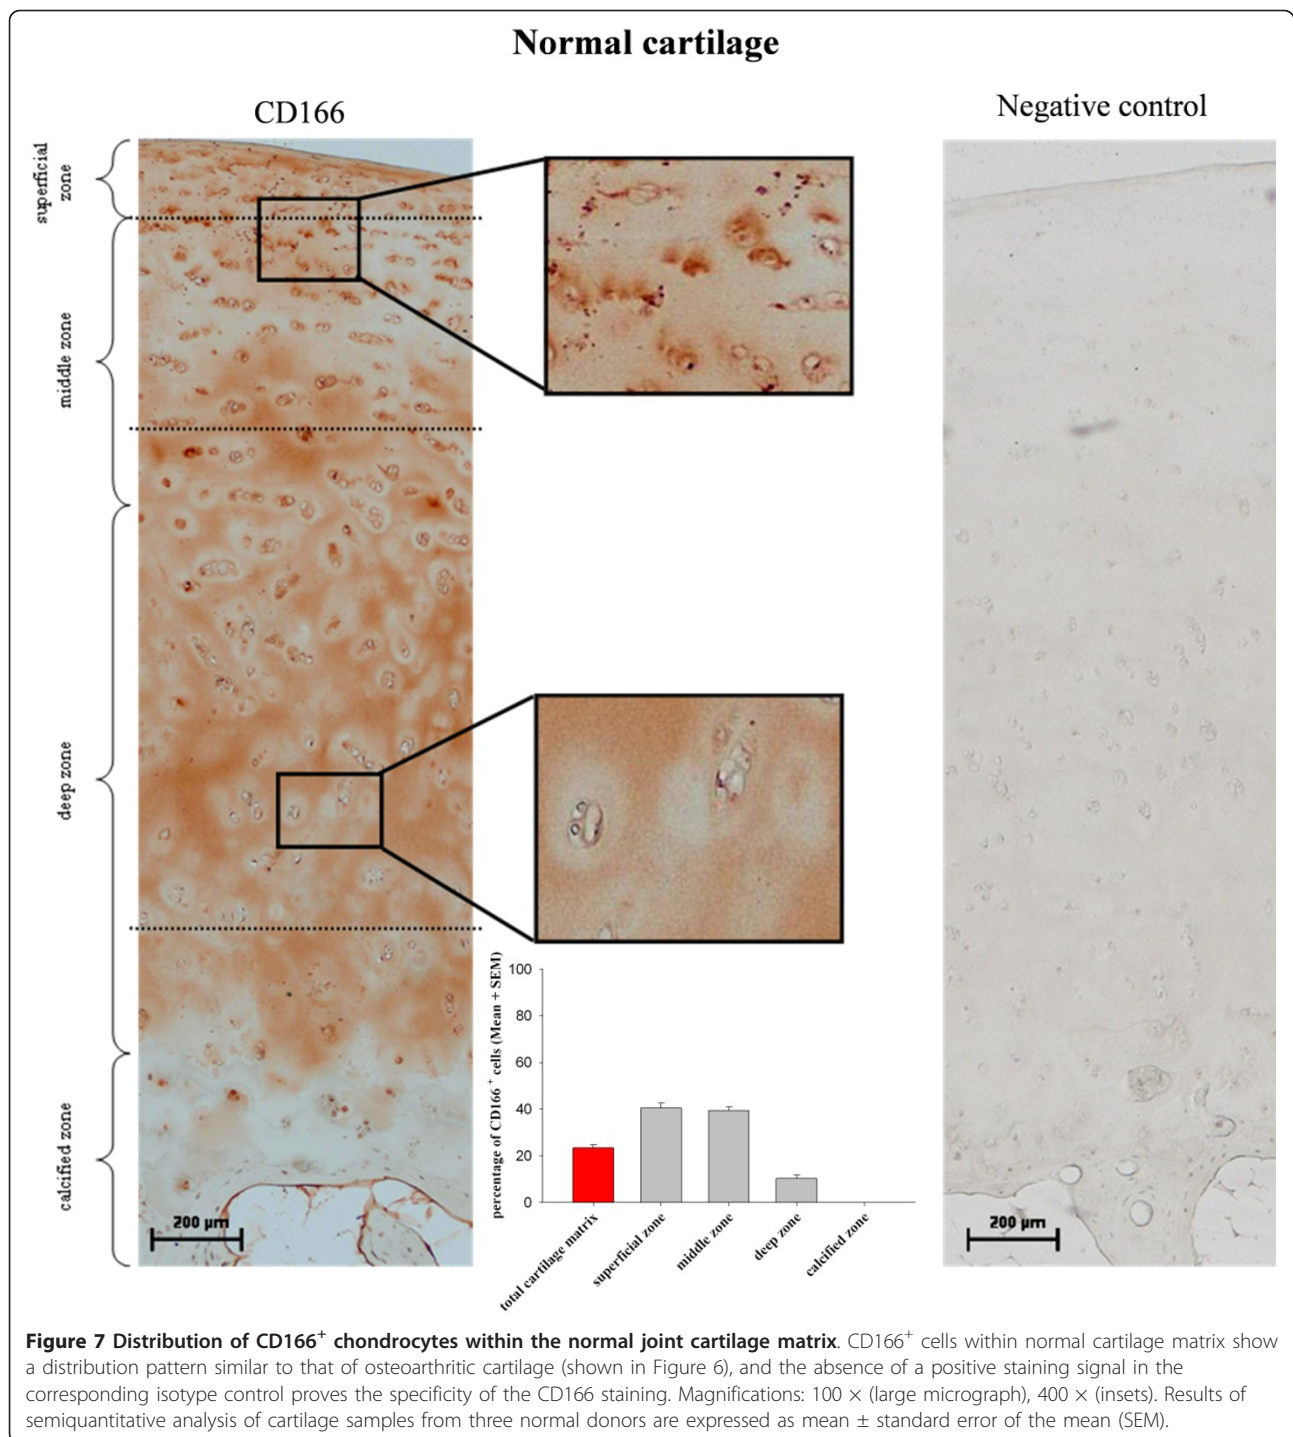 Normal cartilage
CD166
Negative control
superficial
zone
middle zone
deep zone
calcified zone
200 µm
percentage of CD166⁺ cells (Mean + SEM)
100
80
60
40
20
0
total cartilage matrix
superficial zone
middle zone
deep zone
calcified zone
200 µm
Figure 7 Distribution of CD166⁺ chondrocytes within the normal joint cartilage matrix. CD166⁺ cells within normal cartilage matrix show
a distribution pattern similar to that of osteoarthritic cartilage (shown in Figure 6), and the absence of a positive staining signal in the
corresponding isotype control proves the specificity of the CD166 staining. Magnifications: 100 × (large micrograph), 400 × (insets). Results of
semiquantitative analysis of cartilage samples from three normal donors are expressed as mean ± standard error of the mean (SEM).